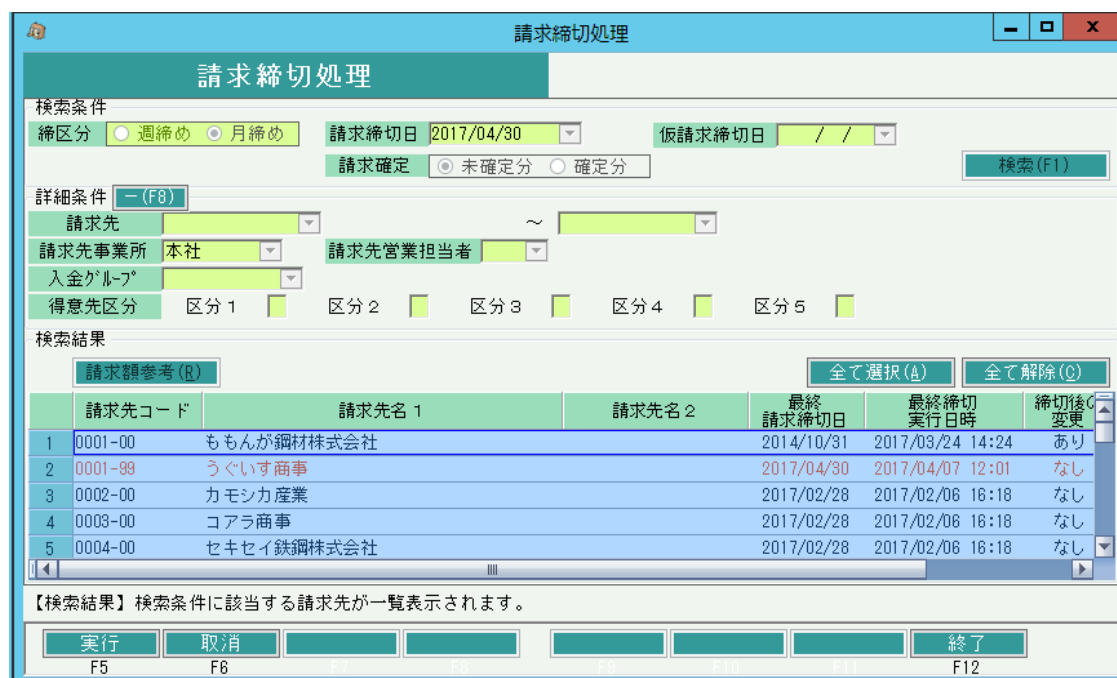 請求締切処理
請求締切処理
検索条件
締区分 週締め 月締め 請求締切日 2017/04/30 仮請求締切日 / /
請求確定 未確定分 確定分 検索(F1)
詳細条件 －(F8)
請求先 ～
請求先事業所 本社 請求先営業担当者
入金ｸﾞﾙｰﾌﾟ
得意先区分 区分1 区分2 区分3 区分4 区分5
検索結果
請求額参考(R) 全て選択(A) 全て解除(C)
請求先コード 請求先名1 請求先名2 最終請求締切日 最終締切実行日時 締切後の変更
1 0001-00 ももんが鋼材株式会社 2014/10/31 2017/03/24 14:24 あり
2 0001-99 うぐいす商事 2017/04/30 2017/04/07 12:01 なし
3 0002-00 カモシカ産業 2017/02/28 2017/02/06 16:18 なし
4 0003-00 コアラ商事 2017/02/28 2017/02/06 16:18 なし
5 0004-00 セキセイ鉄鋼株式会社 2017/02/28 2017/02/06 16:18 なし
【検索結果】検索条件に該当する請求先が一覧表示されます。
実行 取消 終了
F5 F6 F7 F8 F9 F10 F11 F12